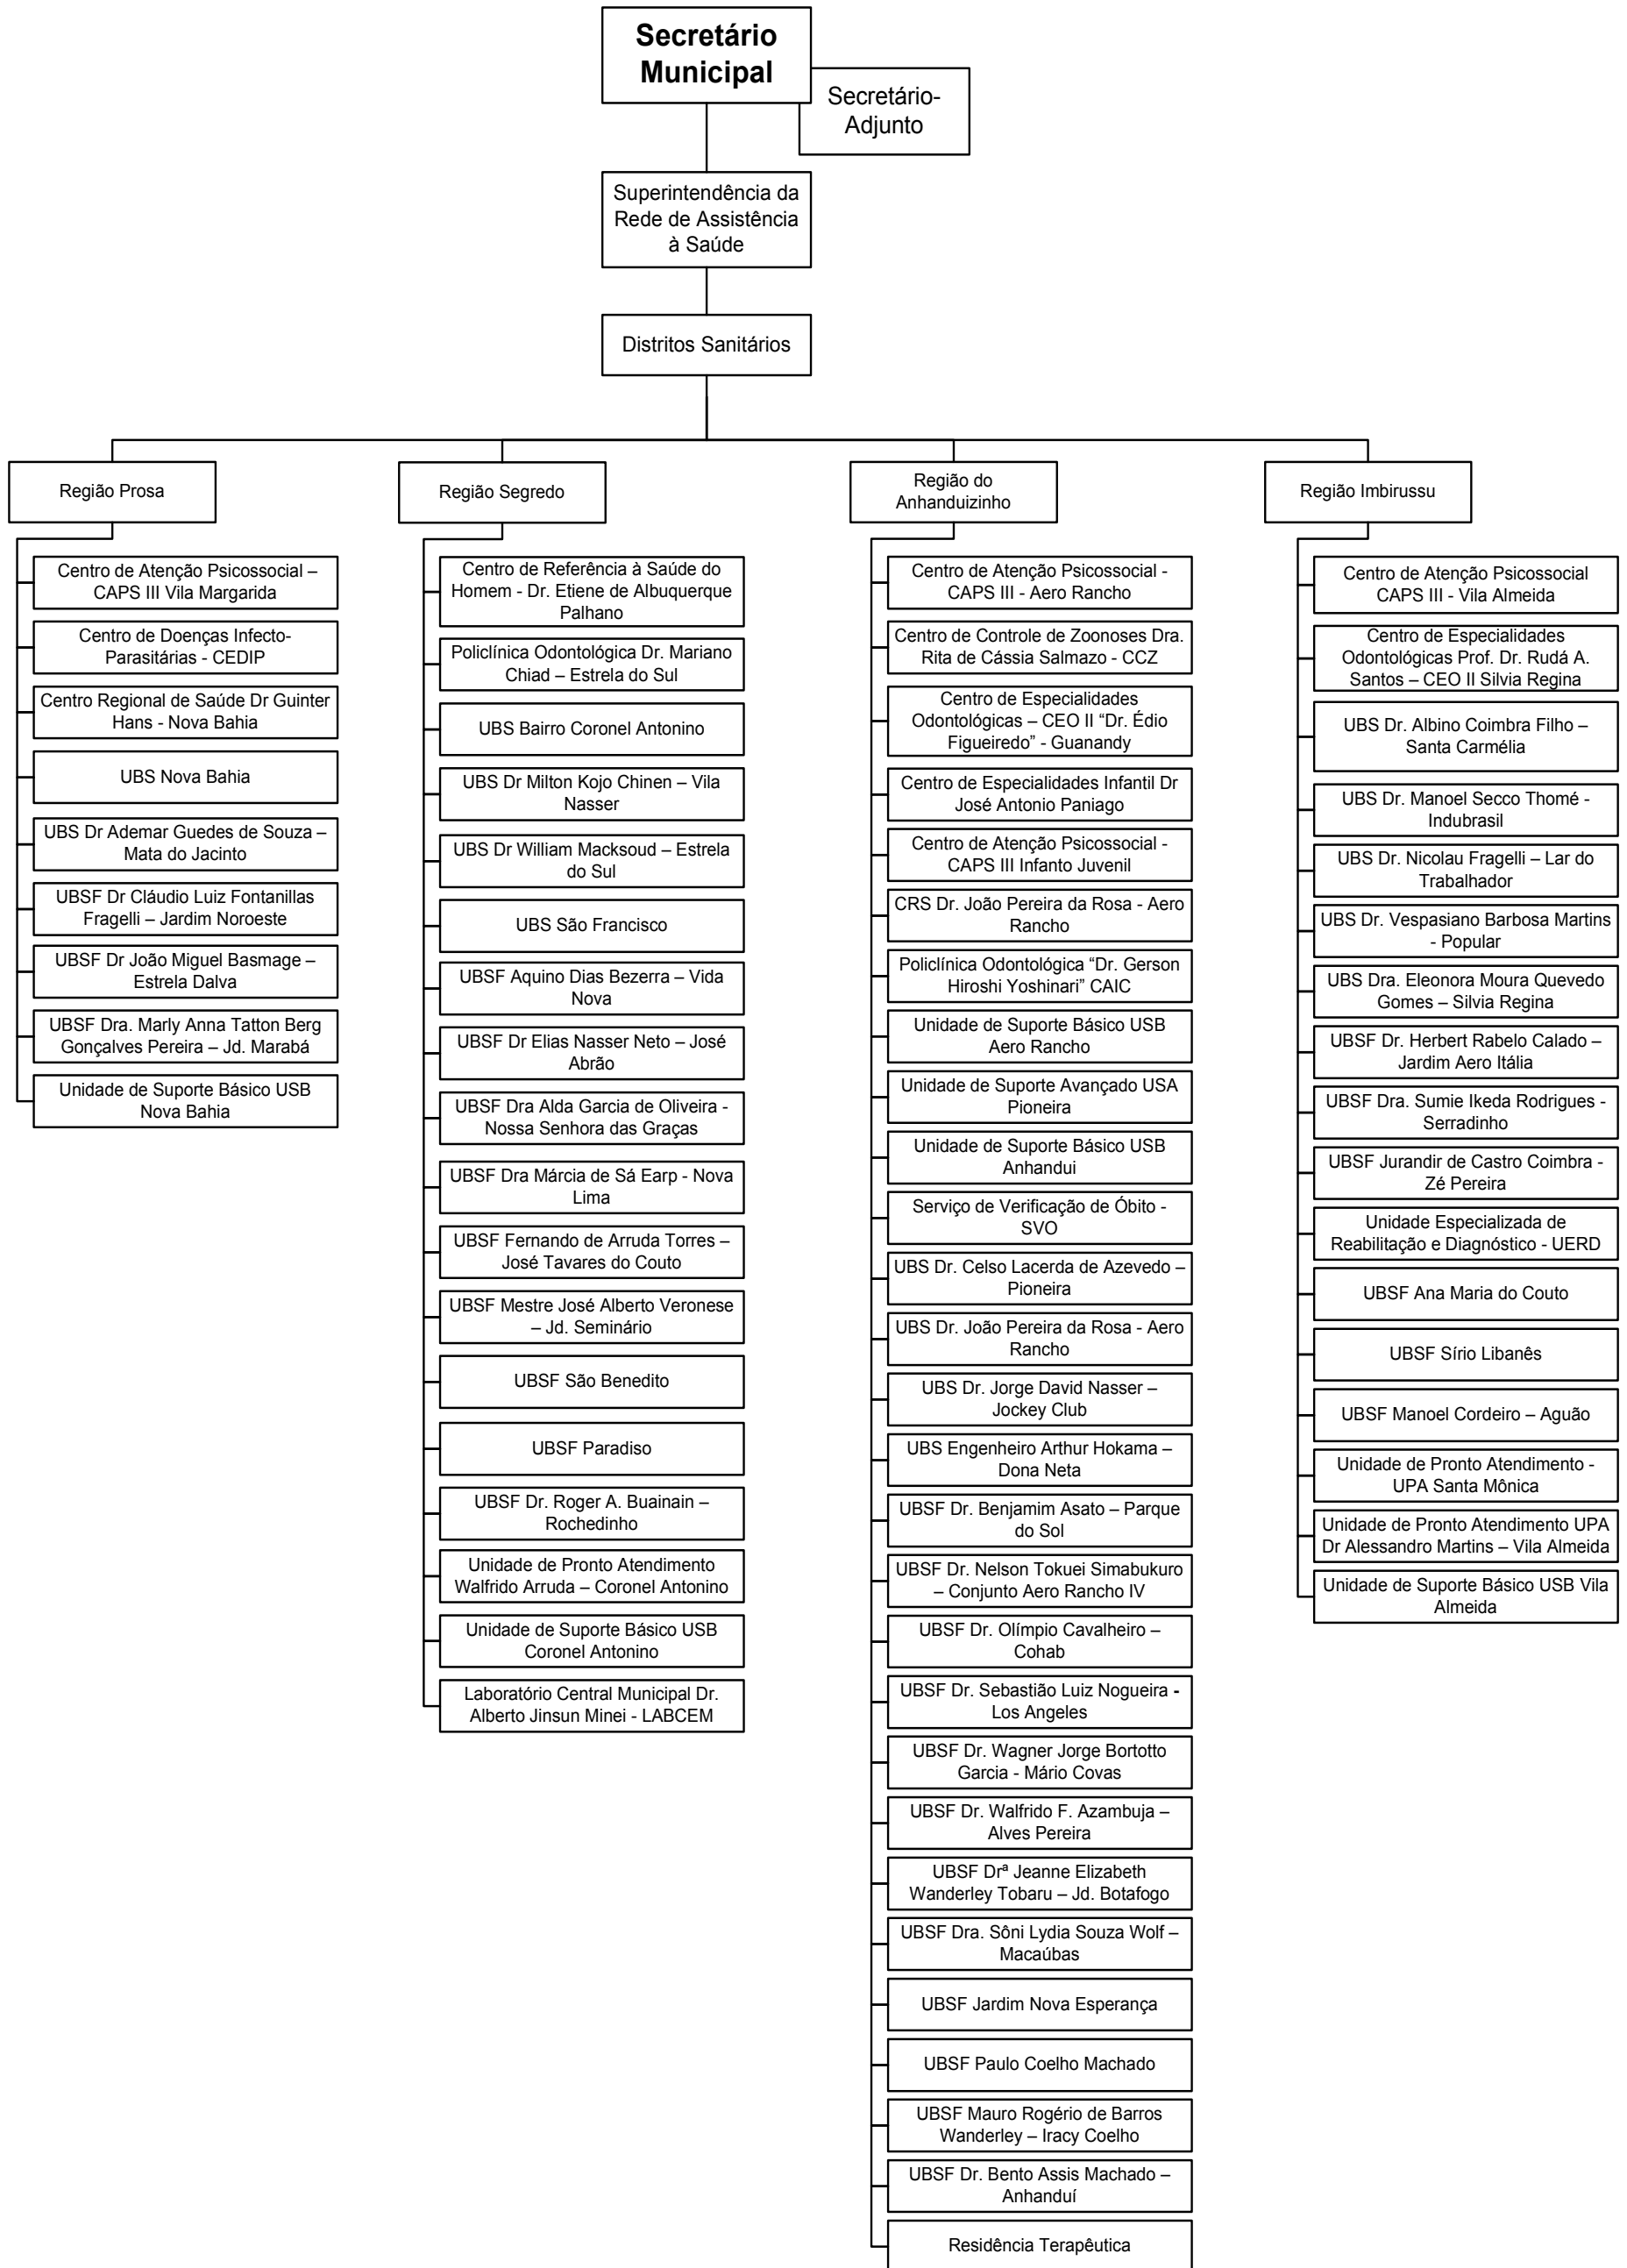 Secretário
Municipal
Secretário-
Adjunto
Superintendência da
Rede de Assistência
à Saúde
Distritos Sanitários
Região Prosa
Centro de Atenção Psicossocial –
CAPS III Vila Margarida
Centro de Doenças Infecto-
Parasitárias - CEDIP
Centro Regional de Saúde Dr Guinter
Hans - Nova Bahia
UBS Nova Bahia
UBS Dr Ademar Guedes de Souza –
Mata do Jacinto
UBSF Dr Cláudio Luiz Fontanillas
Fragelli – Jardim Noroeste
UBSF Dr João Miguel Basmage –
Estrela Dalva
UBSF Dra. Marly Anna Tatton Berg
Gonçalves Pereira – Jd. Marabá
Unidade de Suporte Básico USB
Nova Bahia
Região Segredo
Centro de Referência à Saúde do
Homem - Dr. Etiene de Albuquerque
Palhano
Policlínica Odontológica Dr. Mariano
Chiad – Estrela do Sul
UBS Bairro Coronel Antonino
UBS Dr Milton Kojo Chinen – Vila
Nasser
UBS Dr William Macksoud – Estrela
do Sul
UBS São Francisco
UBSF Aquino Dias Bezerra – Vida
Nova
UBSF Dr Elias Nasser Neto – José
Abrão
UBSF Dra Alda Garcia de Oliveira -
Nossa Senhora das Graças
UBSF Dra Márcia de Sá Earp - Nova
Lima
UBSF Fernando de Arruda Torres –
José Tavares do Couto
UBSF Mestre José Alberto Veronese
– Jd. Seminário
UBSF São Benedito
UBSF Paradiso
UBSF Dr. Roger A. Buainain –
Rochedinho
Unidade de Pronto Atendimento
Walfrido Arruda – Coronel Antonino
Unidade de Suporte Básico USB
Coronel Antonino
Laboratório Central Municipal Dr.
Alberto Jinsun Minei - LABCEM
Região do
Anhanduizinho
Centro de Atenção Psicossocial -
CAPS III - Aero Rancho
Centro de Controle de Zoonoses Dra.
Rita de Cássia Salmazo - CCZ
Centro de Especialidades
Odontológicas – CEO II “Dr. Édio
Figueiredo” - Guanandy
Centro de Especialidades Infantil Dr
José Antonio Paniago
Centro de Atenção Psicossocial -
CAPS III Infanto Juvenil
CRS Dr. João Pereira da Rosa - Aero
Rancho
Policlínica Odontológica “Dr. Gerson
Hiroshi Yoshinari” CAIC
Unidade de Suporte Básico USB
Aero Rancho
Unidade de Suporte Avançado USA
Pioneira
Unidade de Suporte Básico USB
Anhandui
Serviço de Verificação de Óbito -
SVO
UBS Dr. Celso Lacerda de Azevedo –
Pioneira
UBS Dr. João Pereira da Rosa - Aero
Rancho
UBS Dr. Jorge David Nasser –
Jockey Club
UBS Engenheiro Arthur Hokama –
Dona Neta
UBSF Dr. Benjamim Asato – Parque
do Sol
UBSF Dr. Nelson Tokuei Simabukuro
– Conjunto Aero Rancho IV
UBSF Dr. Olímpio Cavalheiro –
Cohab
UBSF Dr. Sebastião Luiz Nogueira -
Los Angeles
UBSF Dr. Wagner Jorge Bortotto
Garcia - Mário Covas
UBSF Dr. Walfrido F. Azambuja –
Alves Pereira
UBSF Drª Jeanne Elizabeth
Wanderley Tobaru – Jd. Botafogo
UBSF Dra. Sôni Lydia Souza Wolf –
Macaúbas
UBSF Jardim Nova Esperança
UBSF Paulo Coelho Machado
UBSF Mauro Rogério de Barros
Wanderley – Iracy Coelho
UBSF Dr. Bento Assis Machado –
Anhanduí
Residência Terapêutica
Região Imbirussu
Centro de Atenção Psicossocial
CAPS III - Vila Almeida
Centro de Especialidades
Odontológicas Prof. Dr. Rudá A.
Santos – CEO II Silvia Regina
UBS Dr. Albino Coimbra Filho –
Santa Carmélia
UBS Dr. Manoel Secco Thomé -
Indubrasil
UBS Dr. Nicolau Fragelli – Lar do
Trabalhador
UBS Dr. Vespasiano Barbosa Martins
- Popular
UBS Dra. Eleonora Moura Quevedo
Gomes – Silvia Regina
UBSF Dr. Herbert Rabelo Calado –
Jardim Aero Itália
UBSF Dra. Sumie Ikeda Rodrigues -
Serradinho
UBSF Jurandir de Castro Coimbra -
Zé Pereira
Unidade Especializada de
Reabilitação e Diagnóstico - UERD
UBSF Ana Maria do Couto
UBSF Sírio Libanês
UBSF Manoel Cordeiro – Aguão
Unidade de Pronto Atendimento -
UPA Santa Mônica
Unidade de Pronto Atendimento UPA
Dr Alessandro Martins – Vila Almeida
Unidade de Suporte Básico USB Vila
Almeida